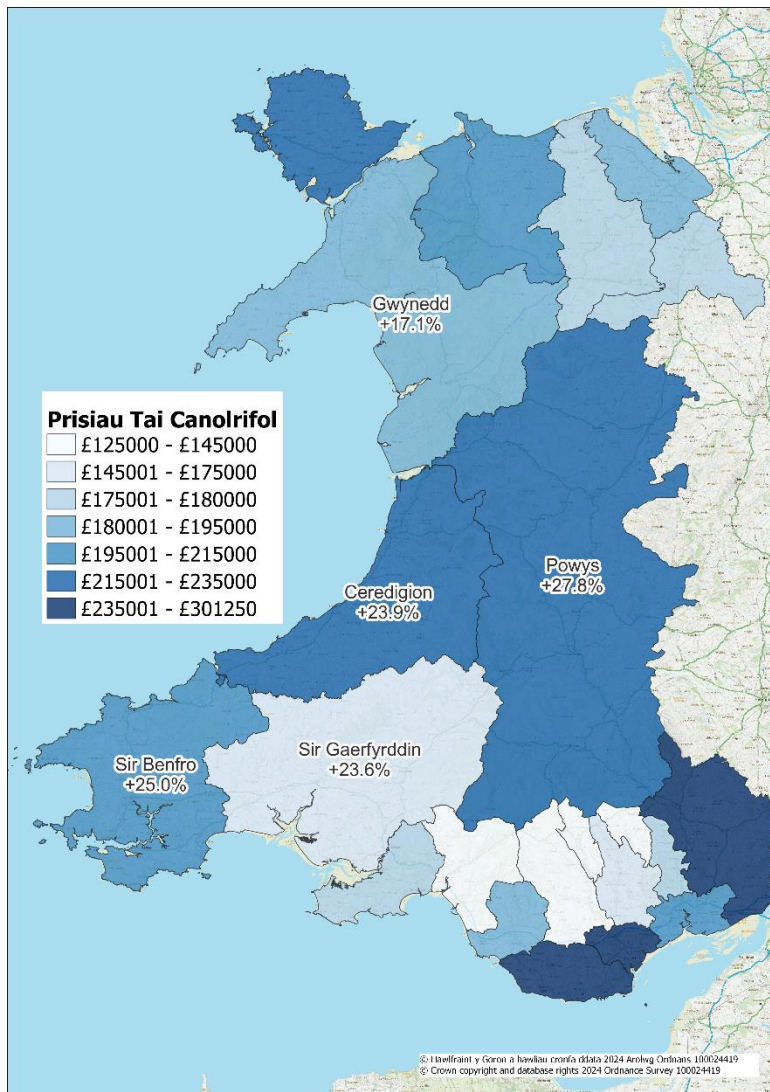 Gwynedd
+17.1%
Prisiau Tai Canolrifol
£125000 - £145000
£145001 - £175000
£175001 - £180000
£180001 - £195000
£195001 - £215000
£215001 - £235000
£235001 - £301250
Powys
+27.8%
Ceredigion
+23.9%
Sir Gaerfyrddin
+23.6%
Sir Benfro
+25.0%
© Hawlfraint y Goron a hawliau cronfa ddata 2024 Arolwg Ordnans 100024419
© Crown copyright and database rights 2024 Ordnance Survey 100024419